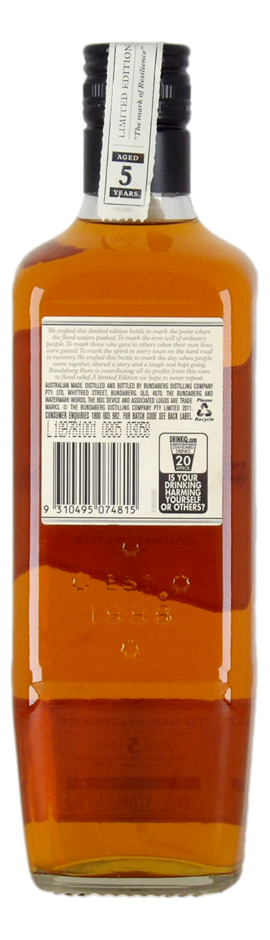 LIMITED EDITION
"The mark of Resilience."
AGED
5
YEARS
We crafted this limited edition bottle to mark the point where
the flood waters peaked. To mark the iron will of ordinary
people. To mark those who gave to others when their own lives
were gutted. To mark the spirit in every town on the hard road
to recovery. To mark the day when people
came together, shared a story and a laugh and kept going.
Bundaberg Rum is contributing all its profits from this rum
to flood relief. A Limited Edition we hope to never repeat.
AUSTRALIAN MADE, DISTILLED AND BOTTLED BY BUNDABERG DISTILLING COMPANY
PTY. LTD, WHITTRED STREET, BUNDABERG, QLD, 4670. THE BUNDABERG AND
WATERMARK WORDS, THE BDC DEVICE AND ASSOCIATED LOGOS ARE TRADE
MARKS. © THE BUNDABERG DISTILLING COMPANY PTY LIMITED 2011.
CONSUMER ENQUIRIES 1800 003 982. FOR BATCH CODE SEE BACK LABEL.
Please
Recycle
DRINKiQ.com
STANDARD
DRINKS
20
APPROX
IS YOUR
DRINKING
HARMING
YOURSELF
OR OTHERS?
9 310495 074815
EST.
1888